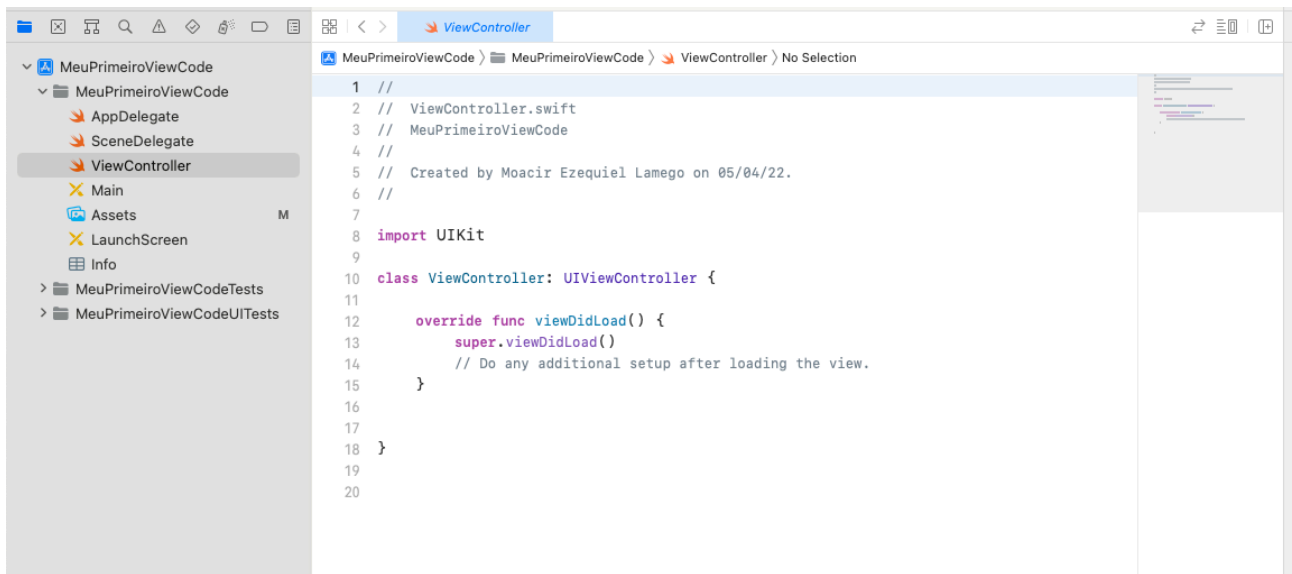 ViewController
MeuPrimeiroViewCode
MeuPrimeiroViewCode
AppDelegate
SceneDelegate
ViewController
Main
Assets M
LaunchScreen
Info
MeuPrimeiroViewCodeTests
MeuPrimeiroViewCodeUITests
MeuPrimeiroViewCode 〉 MeuPrimeiroViewCode 〉 ViewController 〉 No Selection
1 //
2 //  ViewController.swift
3 //  MeuPrimeiroViewCode
4 //
5 //  Created by Moacir Ezequiel Lamego on 05/04/22.
6 //
7
8 import UIKit
9
10 class ViewController: UIViewController {
11
12     override func viewDidLoad() {
13         super.viewDidLoad()
14         // Do any additional setup after loading the view.
15     }
16
17
18 }
19
20